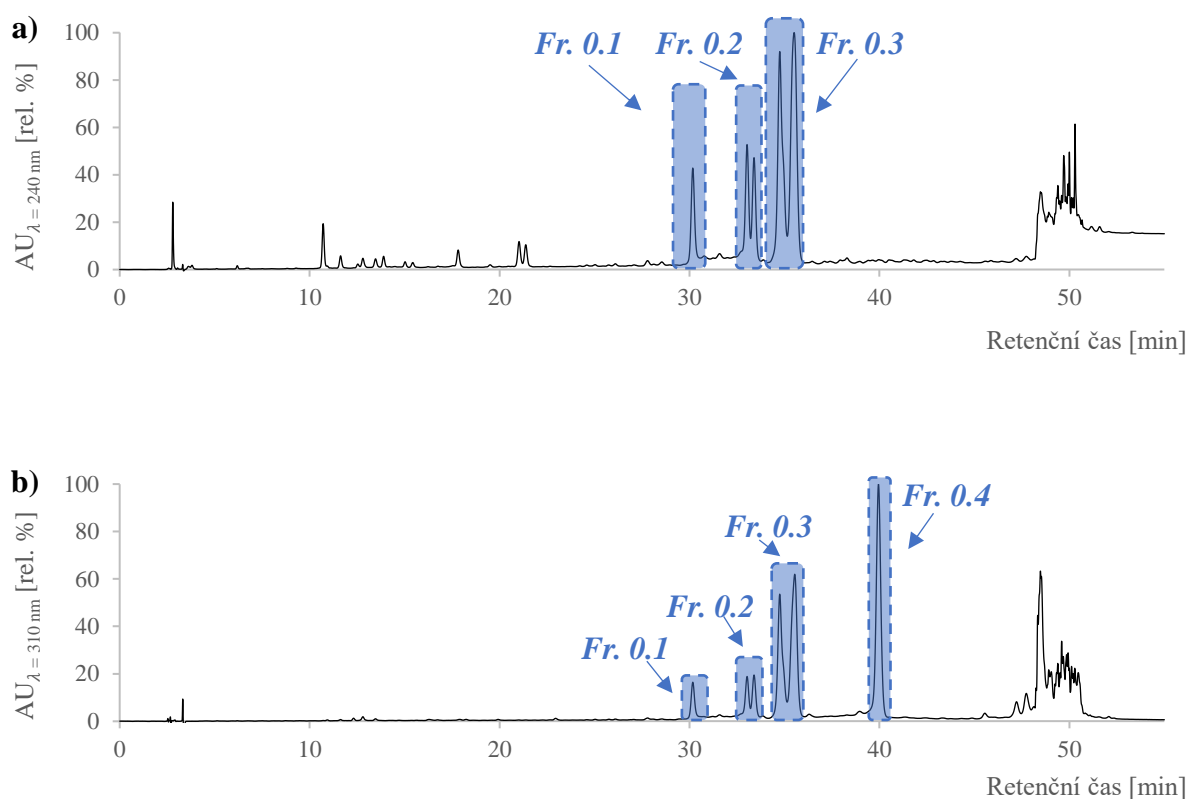 a)
AU λ = 240 nm [rel. %]
100
80
60
40
20
0
Fr. 0.1
Fr. 0.2
Fr. 0.3
0 10 20 30 40 50
Retenční čas [min]
b)
AU λ = 310 nm [rel. %]
100
80
60
40
20
0
Fr. 0.4
Fr. 0.3
Fr. 0.2
Fr. 0.1
0 10 20 30 40 50
Retenční čas [min]